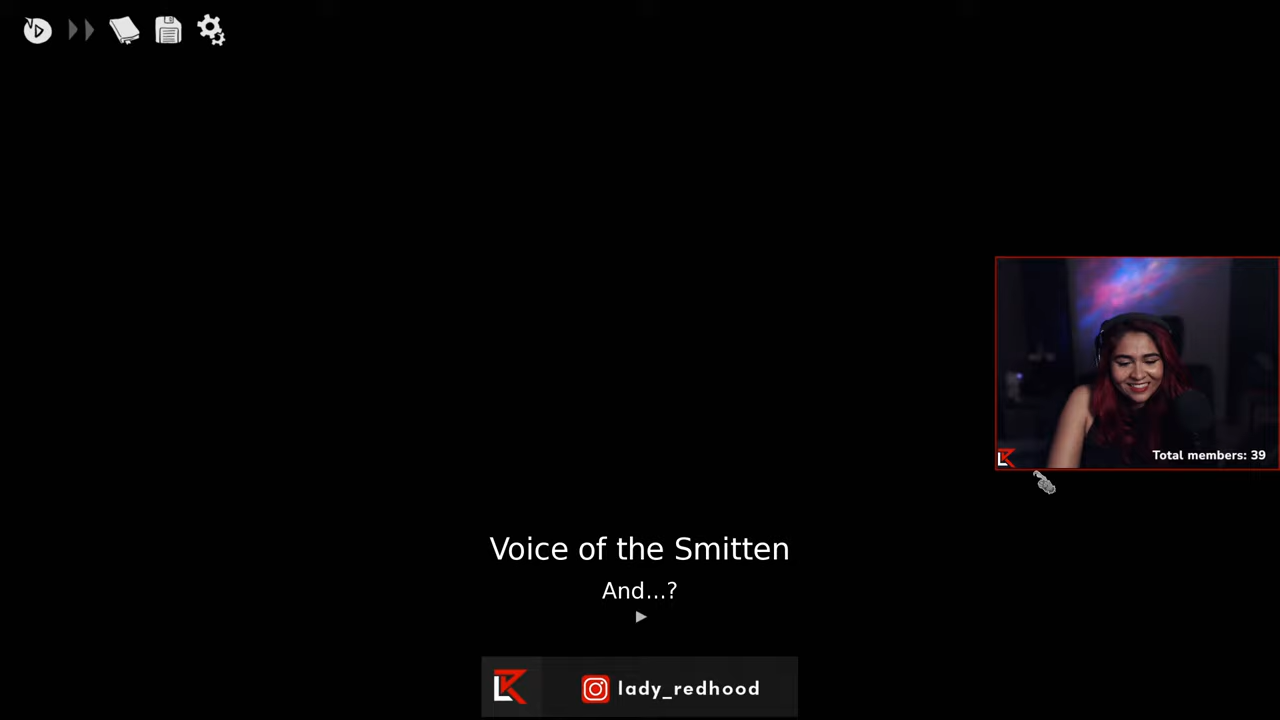 Total members: 39
Voice of the Smitten
And...?
lady_redhood